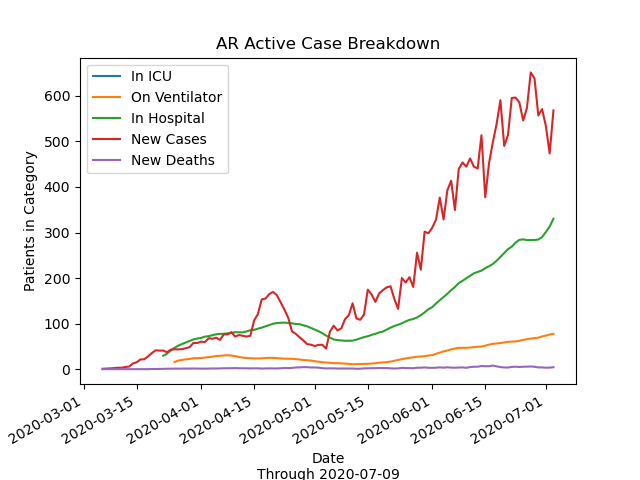 AR Active Case Breakdown
In ICU
On Ventilator
In Hospital
New Cases
New Deaths
Patients in Category
600
500
400
300
200
100
0
2020-03-01
2020-03-15
2020-04-01
2020-04-15
2020-05-01
2020-05-15
2020-06-01
2020-06-15
2020-07-01
Date
Through 2020-07-09